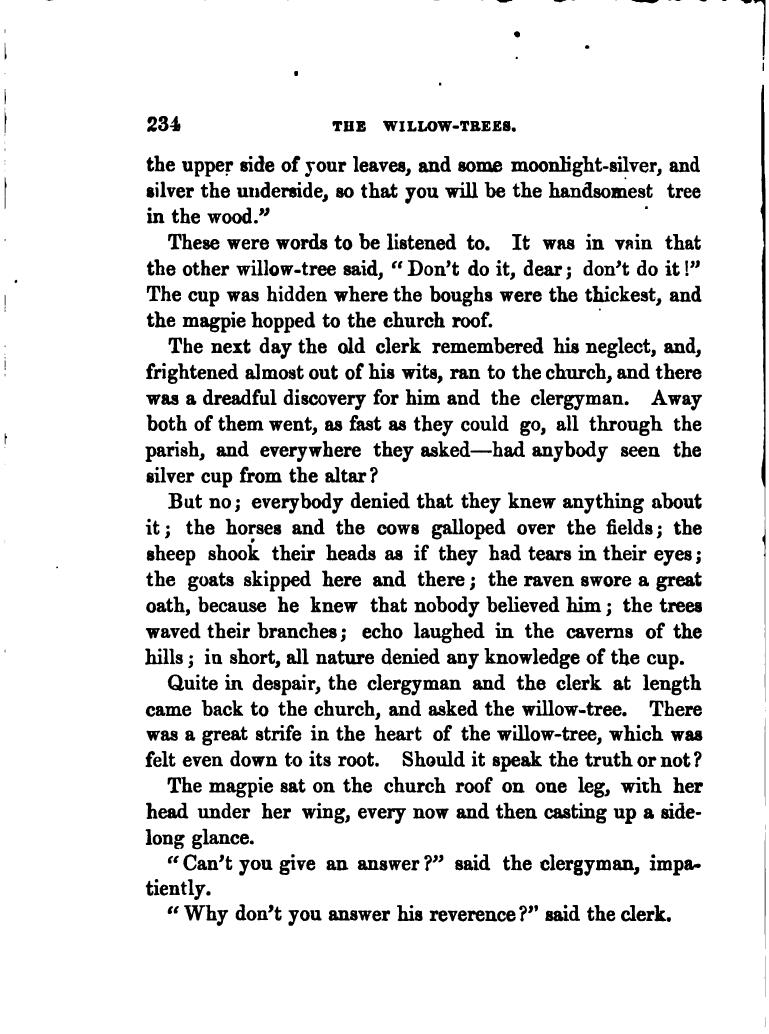 234 THE WILLOW-TREES.
the upper side of your leaves, and some moonlight-silver, and
silver the underside, so that you will be the handsomest tree
in the wood.”
These were words to be listened to. It was in vain that
the other willow-tree said, “Don’t do it, dear; don’t do it!”
The cup was hidden where the boughs were the thickest, and
the magpie hopped to the church roof.
The next day the old clerk remembered his neglect, and,
frightened almost out of his wits, ran to the church, and there
was a dreadful discovery for him and the clergyman. Away
both of them went, as fast as they could go, all through the
parish, and everywhere they asked—had anybody seen the
silver cup from the altar?
But no; everybody denied that they knew anything about
it; the horses and the cows galloped over the fields; the
sheep shook their heads as if they had tears in their eyes;
the goats skipped here and there; the raven swore a great
oath, because he knew that nobody believed him; the trees
waved their branches; echo laughed in the caverns of the
hills; in short, all nature denied any knowledge of the cup.
Quite in despair, the clergyman and the clerk at length
came back to the church, and asked the willow-tree. There
was a great strife in the heart of the willow-tree, which was
felt even down to its root. Should it speak the truth or not?
The magpie sat on the church roof on one leg, with her
head under her wing, every now and then casting up a side-
long glance.
“Can’t you give an answer?” said the clergyman, impa-
tiently.
“Why don’t you answer his reverence?” said the clerk.